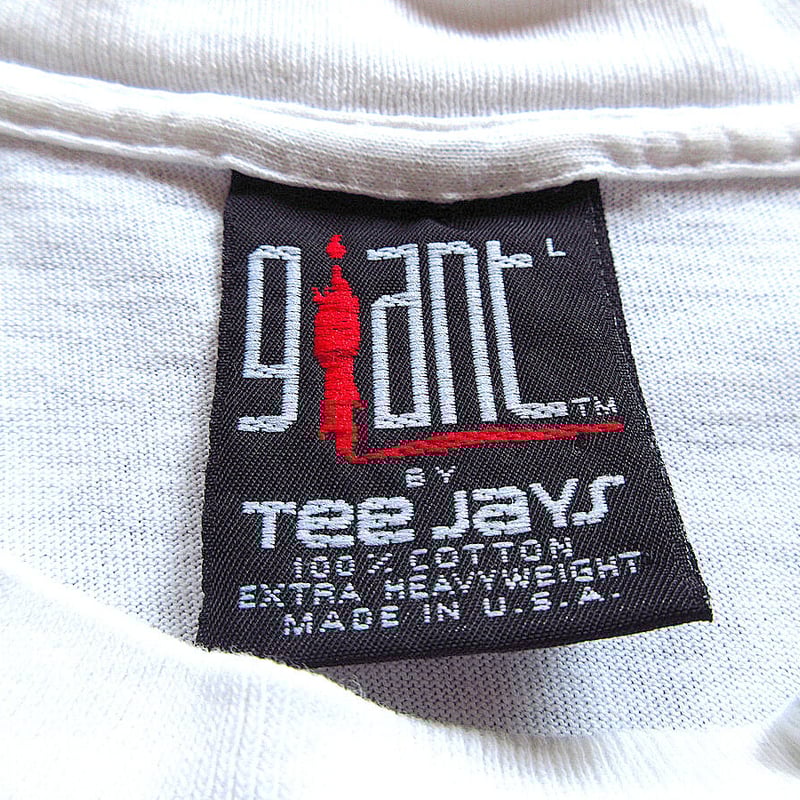 giant L
TM
BY
Tee Jays
100% COTTON
EXTRA HEAVYWEIGHT
MADE IN U.S.A.